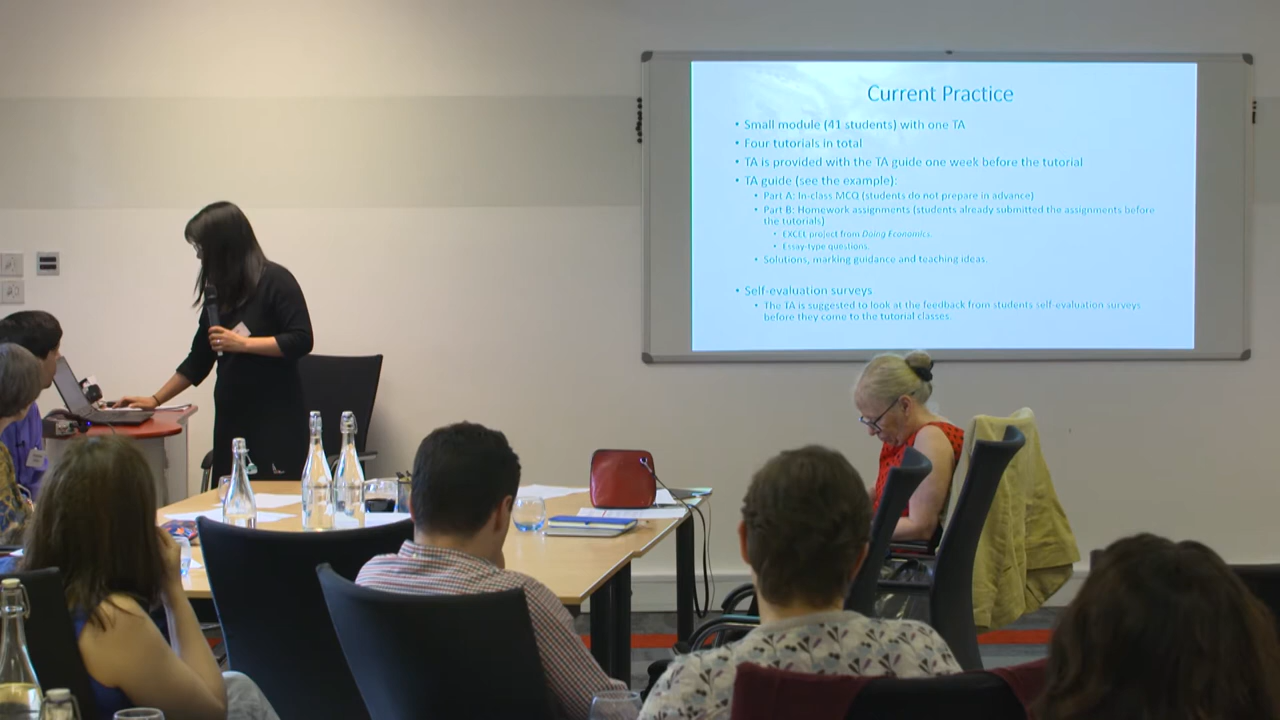 Current Practice
• Small module (41 students) with one TA
• Four tutorials in total
• TA is provided with the TA guide one week before the tutorial
• TA guide (see the example):
• Part A: In-class MCQ (students do not prepare in advance)
• Part B: Homework assignments (students already submitted the assignments before
the tutorials)
• EXCEL project from Doing Economics.
• Essay-type questions.
• Solutions, marking guidance and teaching ideas.
• Self-evaluation surveys
• The TA is suggested to look at the feedback from students self-evaluation surveys
before they come to the tutorial classes.